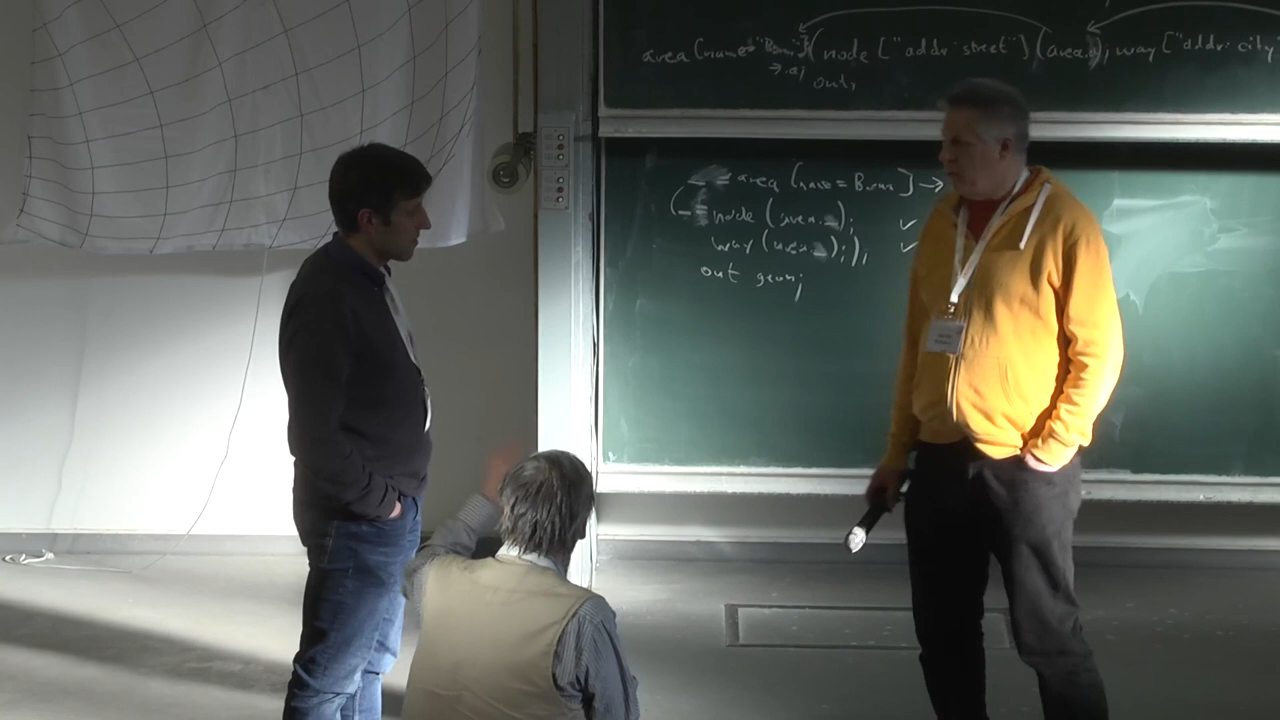 area [name="Bonn"](node ["addr:street"](area.a); way ["addr:city"
→.a;
out;
area [name=Bonn] →
(node (area._); ✓
way (area._);); ✓
out geom;